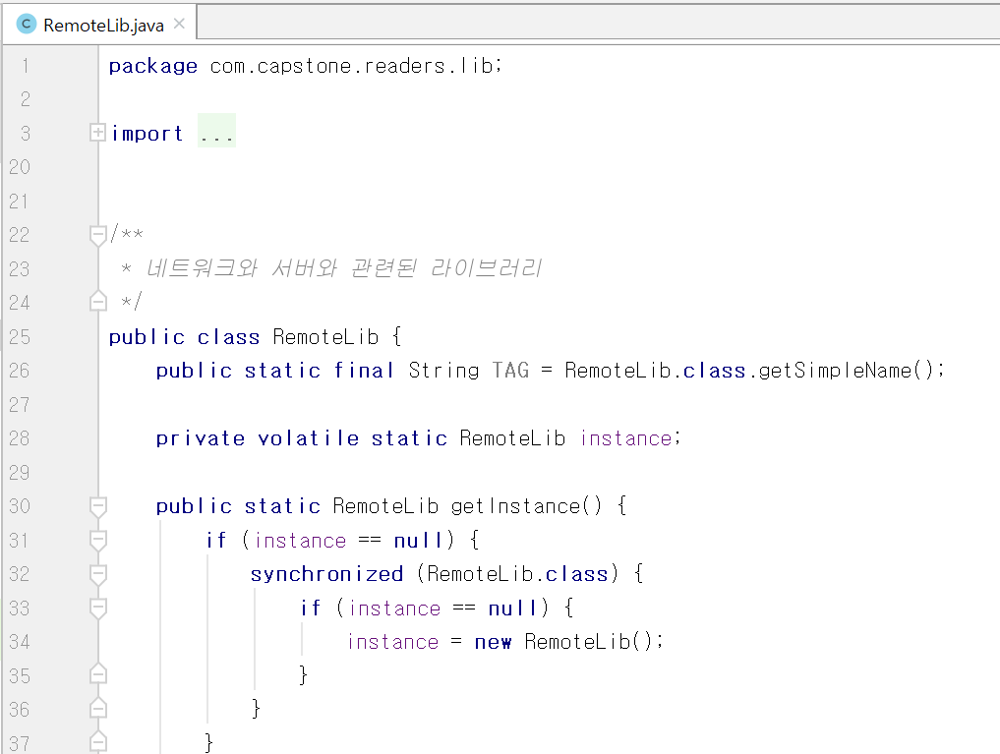 RemoteLib.java
1 package com.capstone.readers.lib;
2
3 import ...
20
21
22 /**
23 * 네트워크와 서버와 관련된 라이브러리
24 */
25 public class RemoteLib {
26 public static final String TAG = RemoteLib.class.getSimpleName();
27
28 private volatile static RemoteLib instance;
29
30 public static RemoteLib getInstance() {
31 if (instance == null) {
32 synchronized (RemoteLib.class) {
33 if (instance == null) {
34 instance = new RemoteLib();
35 }
36 }
37 }